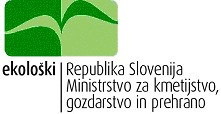 ekološki
Republika Slovenija
Ministrstvo za kmetijstvo,
gozdarstvo in prehrano